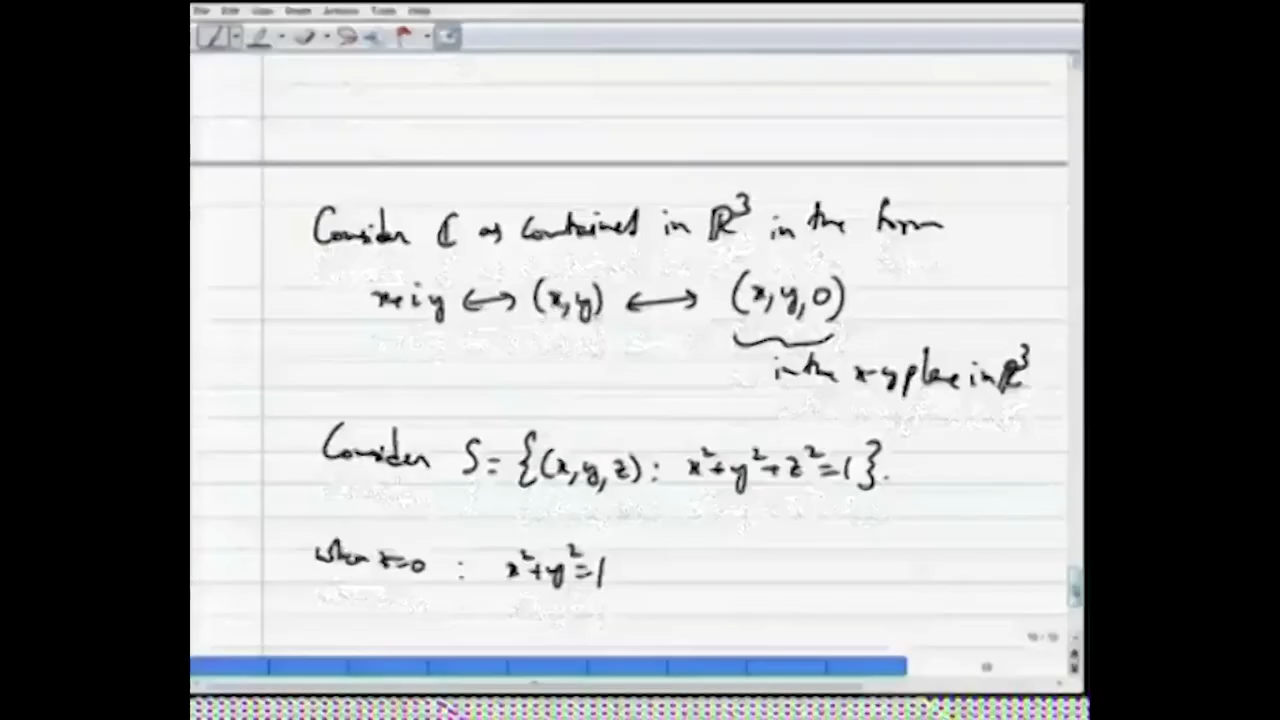 Consider ℂ as contained in ℝ³ in the form
x+iy ↔ (x,y) ↔ (x,y,0)
in the x-y plane in ℝ³
Consider S = {(x,y,z) : x²+y²+z²=1}.
when z=0 : x²+y²=1